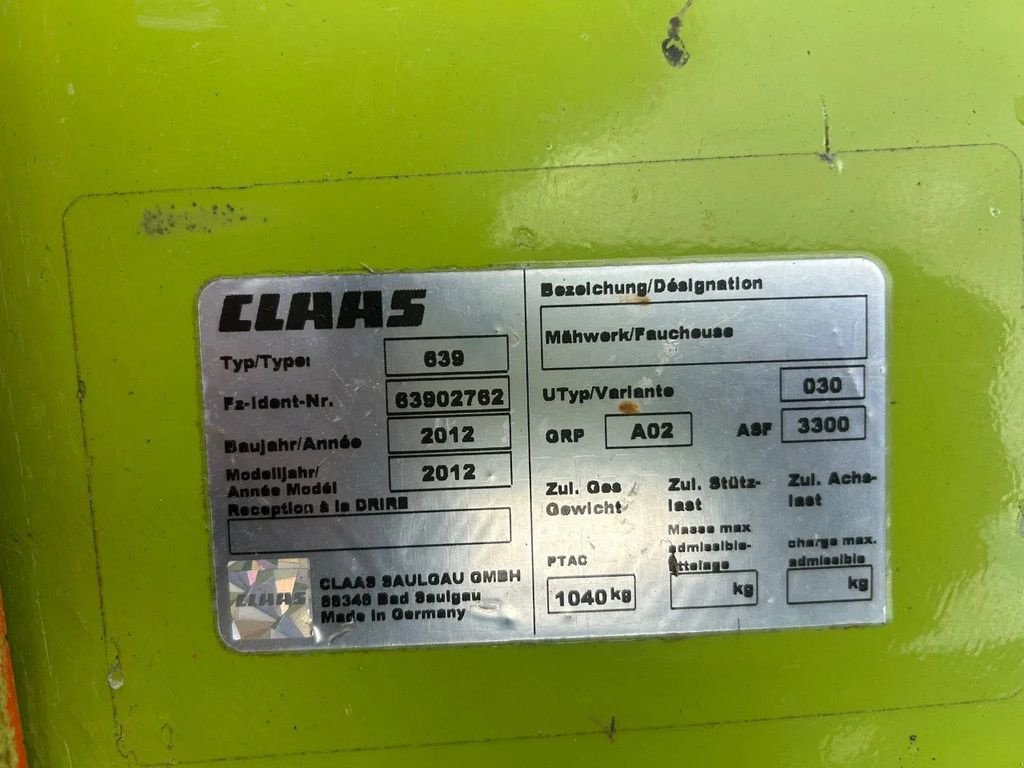 CLAAS
Typ/Type: 639
Fz-Ident-Nr. 63902762
Baujahr/Année 2012
Modelljahr/
Année Modél 2012
Reception à la DRIRE
CLAAS
CLAAS SAULGAU GMBH
88348 Bad Saulgau
Made in Germany
Bezeichung/Désignation
Mähwerk/Faucheuse
UTyp/Variante 030
GRP A02 ASF 3300
Zul. Ges Gewicht
PTAC
1040 kg
Zul. Stütz-
last
Masse max
admissible-
kg
Zul. Achs-
last
charge max.
admissible
kg